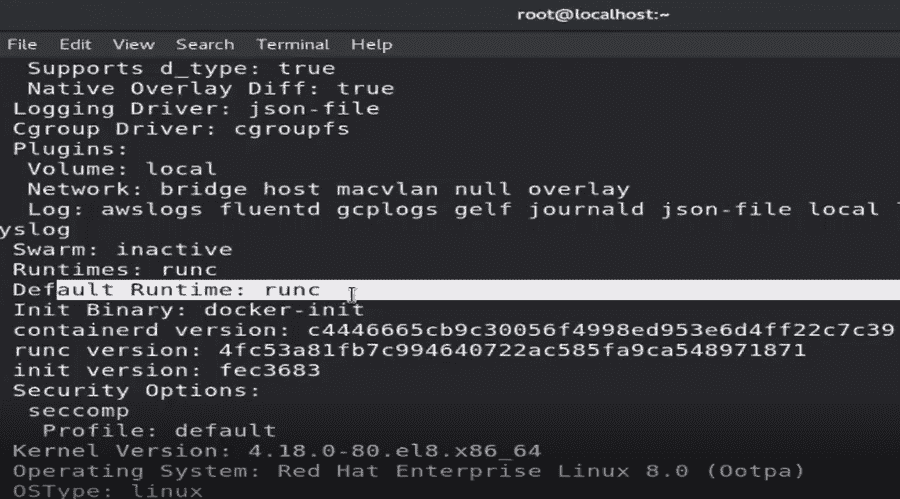 root@localhost:~
File Edit View Search Terminal Help
Supports d_type: true
Native Overlay Diff: true
Logging Driver: json-file
Cgroup Driver: cgroupfs
Plugins:
Volume: local
Network: bridge host macvlan null overlay
Log: awslogs fluentd gcplogs gelf journald json-file local
yslog
Swarm: inactive
Runtimes: runc
Default Runtime: runc
Init Binary: docker-init
containerd version: c4446665cb9c30056f4998ed953e6d4ff22c7c39
runc version: 4fc53a81fb7c994640722ac585fa9ca548971871
init version: fec3683
Security Options:
seccomp
Profile: default
Kernel Version: 4.18.0-80.el8.x86_64
Operating System: Red Hat Enterprise Linux 8.0 (Ootpa)
OSType: linux